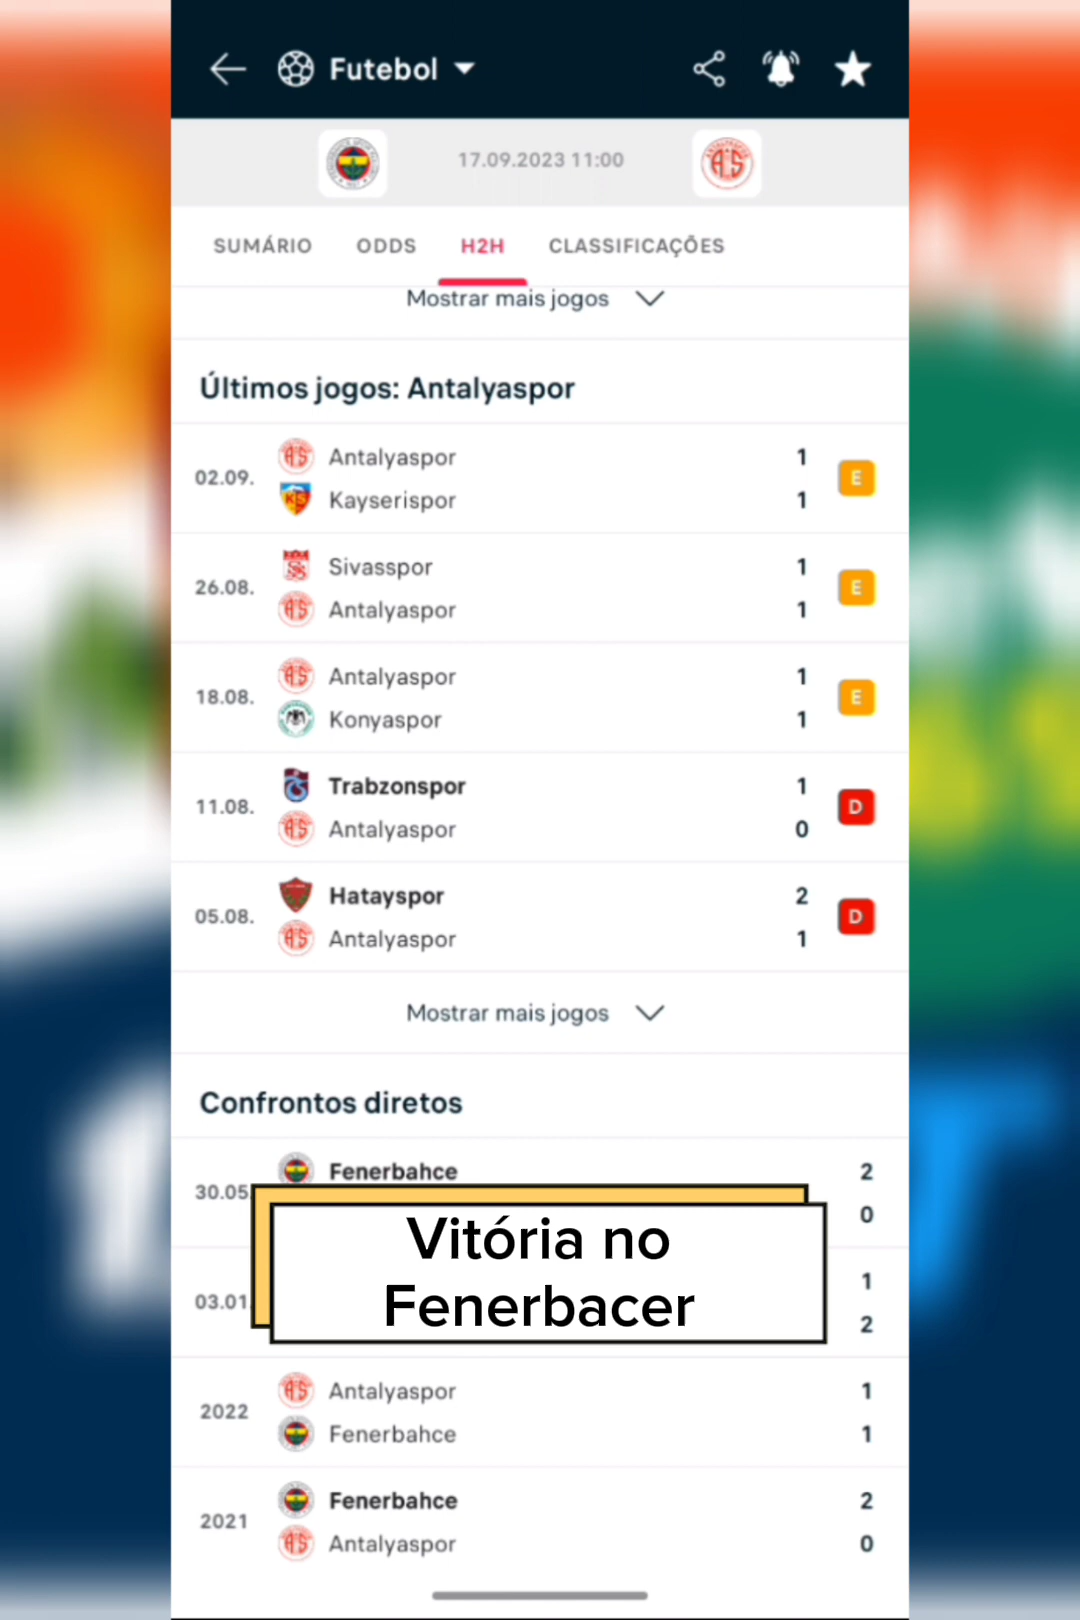 Futebol
17.09.2023 11:00
SUMÁRIO ODDS H2H CLASSIFICAÇÕES
Mostrar mais jogos
Últimos jogos: Antalyaspor
02.09. Antalyaspor 1 E
Kayserispor 1
26.08. Sivasspor 1 E
Antalyaspor 1
18.08. Antalyaspor 1 E
Konyaspor 1
11.08. Trabzonspor 1 D
Antalyaspor 0
05.08. Hatayspor 2 D
Antalyaspor 1
Mostrar mais jogos
Confrontos diretos
30.05. Fenerbahce 2
0
Vitória no
Fenerbacer
03.01. 1
2
2022 Antalyaspor 1
Fenerbahce 1
2021 Fenerbahce 2
Antalyaspor 0